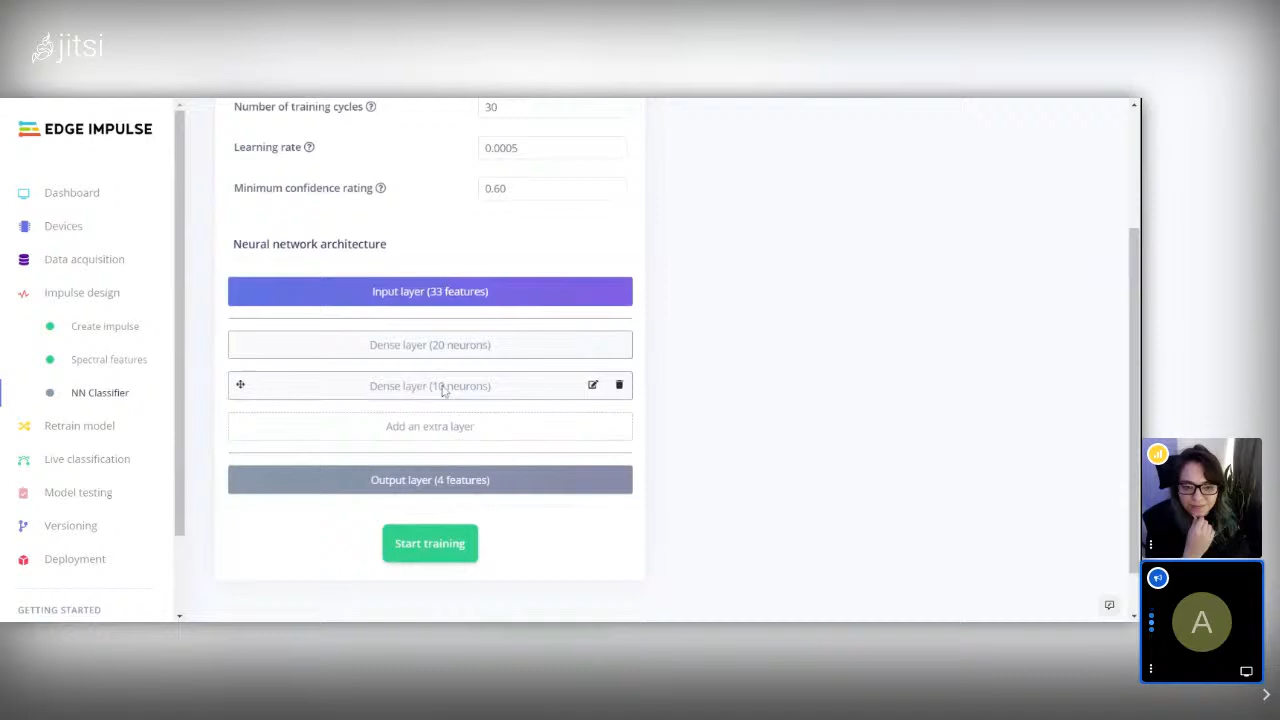 jitsi
EDGE IMPULSE
Dashboard
Devices
Data acquisition
Impulse design
Create impulse
Spectral features
NN Classifier
Retrain model
Live classification
Model testing
Versioning
Deployment
GETTING STARTED
Number of training cycles ? 30
Learning rate ? 0.0005
Minimum confidence rating ? 0.60
Neural network architecture
Input layer (33 features)
Dense layer (20 neurons)
Dense layer (10 neurons)
Add an extra layer
Output layer (4 features)
Start training
A